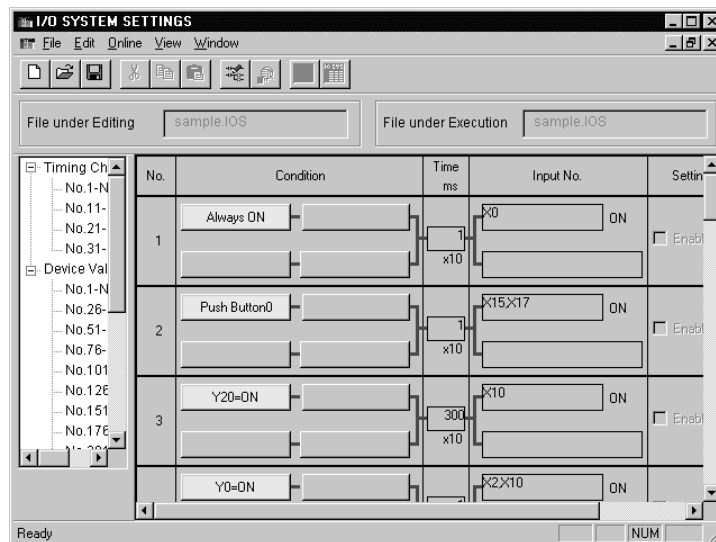 I/O SYSTEM SETTINGS
File Edit Online View Window
File under Editing sample.IOS File under Execution sample.IOS
Timing Ch
No.1-N
No.11-
No.21-
No.31-
Device Val
No.1-N
No.26-
No.51-
No.76-
No.101
No.126
No.151
No.176
No. Condition Time ms Input No. Settin
1 Always ON 1 x10 X0 ON Enabl
2 Push Button0 1 x10 X15,X17 ON Enabl
3 Y20=ON 300 x10 X10 ON Enabl
Y0=ON X2,X10 ON
Ready NUM